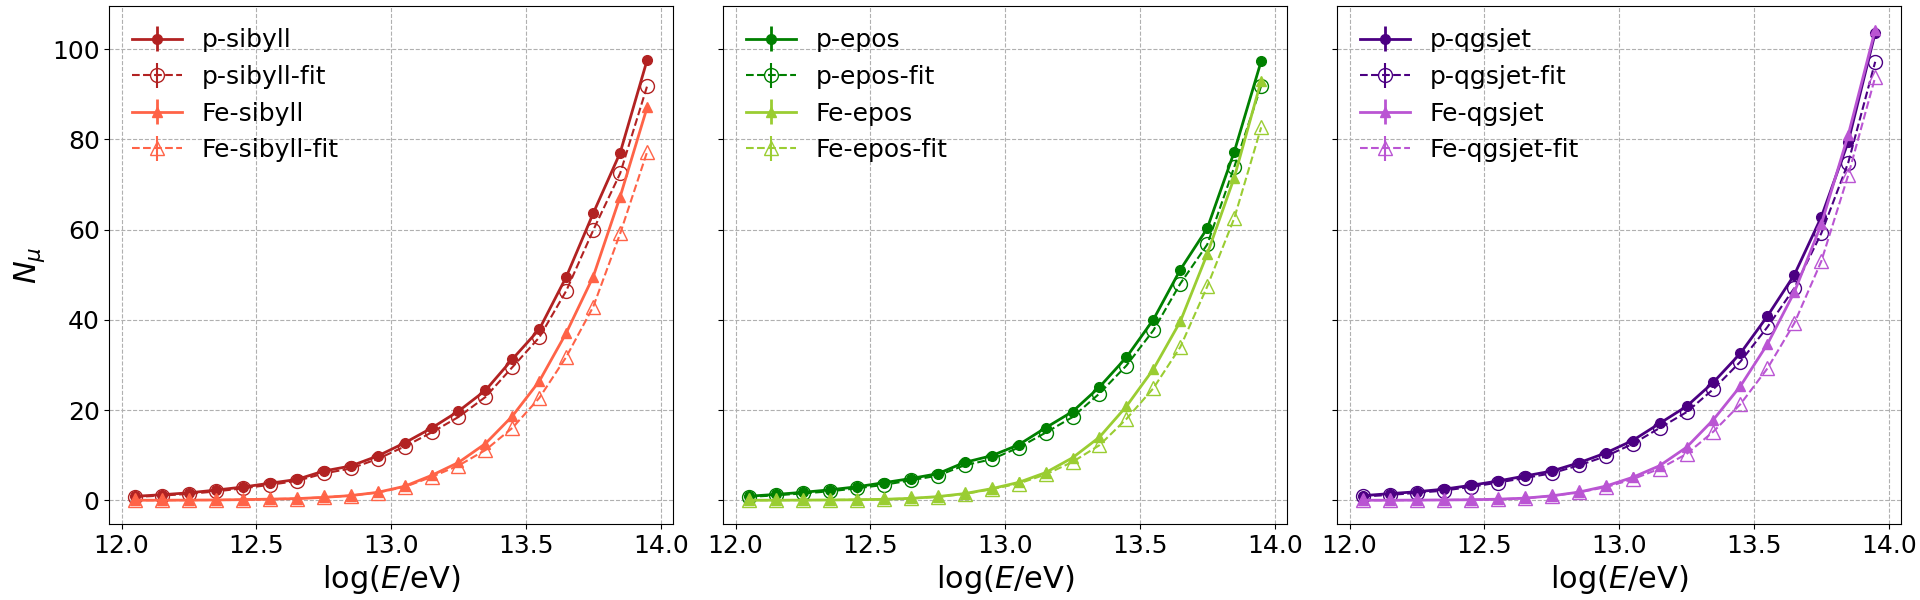 p-sibyll
p-sibyll-fit
Fe-sibyll
Fe-sibyll-fit
p-epos
p-epos-fit
Fe-epos
Fe-epos-fit
p-qgsjet
p-qgsjet-fit
Fe-qgsjet
Fe-qgsjet-fit
100
80
60
40
20
0
N_μ
12.0 12.5 13.0 13.5 14.0
12.0 12.5 13.0 13.5 14.0
12.0 12.5 13.0 13.5 14.0
log(E/eV)
log(E/eV)
log(E/eV)